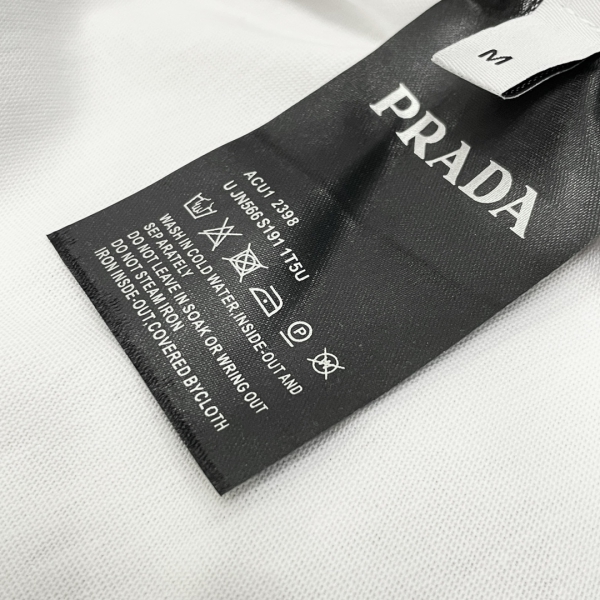 M
PRADA
ACU1 2398
U JN566 S191 1T5U
P
WASH IN COLD WATER, INSIDE-OUT AND
SEPARATELY
DO NOT LEAVE IN SOAK OR WRING OUT
DO NOT STEAM IRON
IRON INSDE-OUT,COVERED BY CLOTH